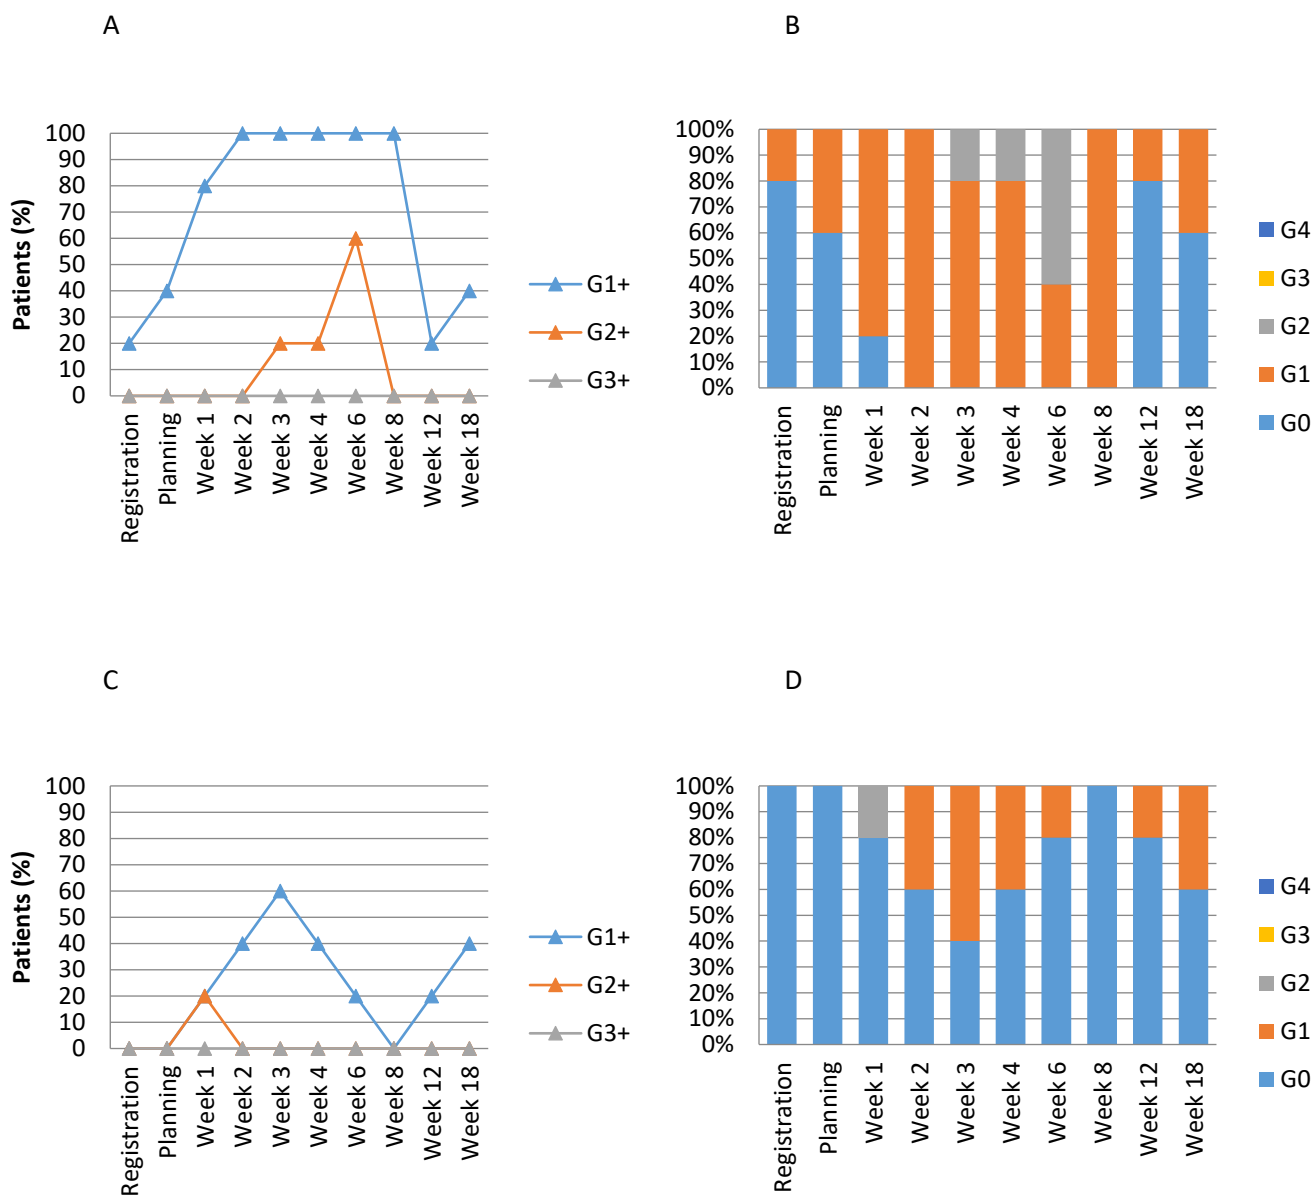 A
Patients (%)
100
90
80
70
60
50
40
30
20
10
0
Registration
Planning
Week 1
Week 2
Week 3
Week 4
Week 6
Week 8
Week 12
Week 18
G1+
G2+
G3+
B
100%
90%
80%
70%
60%
50%
40%
30%
20%
10%
0%
Registration
Planning
Week 1
Week 2
Week 3
Week 4
Week 6
Week 8
Week 12
Week 18
G4
G3
G2
G1
G0
C
Patients (%)
100
90
80
70
60
50
40
30
20
10
0
Registration
Planning
Week 1
Week 2
Week 3
Week 4
Week 6
Week 8
Week 12
Week 18
G1+
G2+
G3+
D
100%
90%
80%
70%
60%
50%
40%
30%
20%
10%
0%
Registration
Planning
Week 1
Week 2
Week 3
Week 4
Week 6
Week 8
Week 12
Week 18
G4
G3
G2
G1
G0